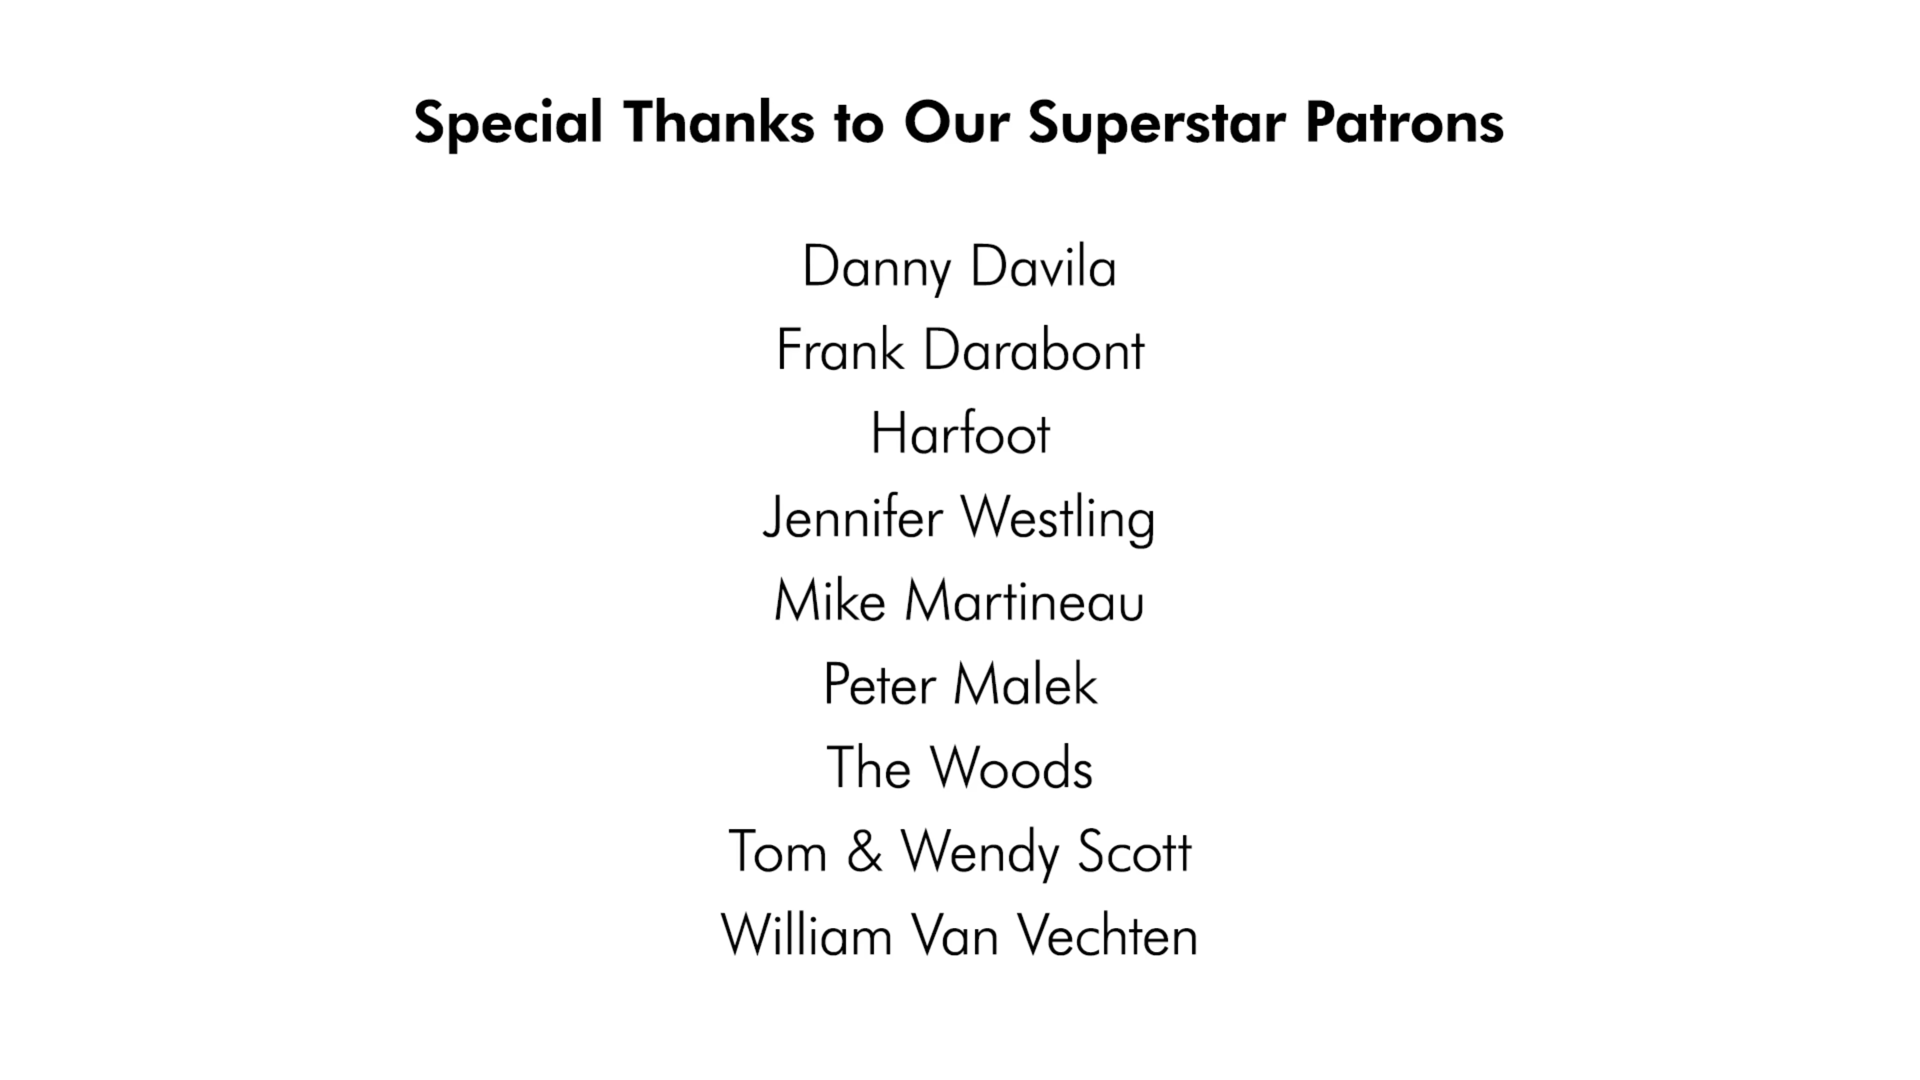 Special Thanks to Our Superstar Patrons
Danny Davila
Frank Darabont
Harfoot
Jennifer Westling
Mike Martineau
Peter Malek
The Woods
Tom & Wendy Scott
William Van Vechten